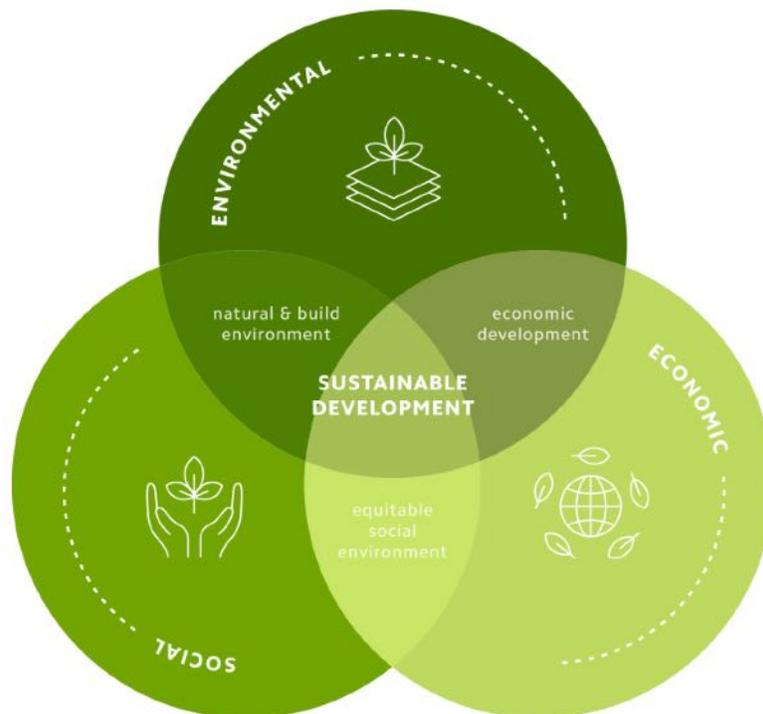 ENVIRONMENTAL
natural & build
environment
economic
development
ECONOMIC
SUSTAINABLE
DEVELOPMENT
equitable
social
environment
SOCIAL